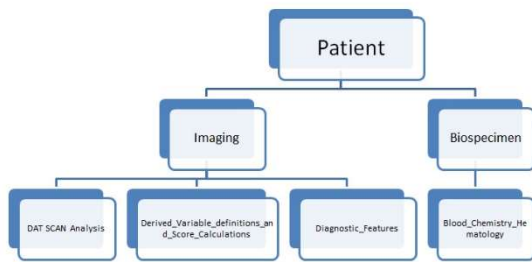 Patient
Imaging
Biospecimen
DAT SCAN Analysis
Derived_Variable_definitions_an
d_Score_Calculations
Diagnostic_Features
Blood_Chemistry_He
matology